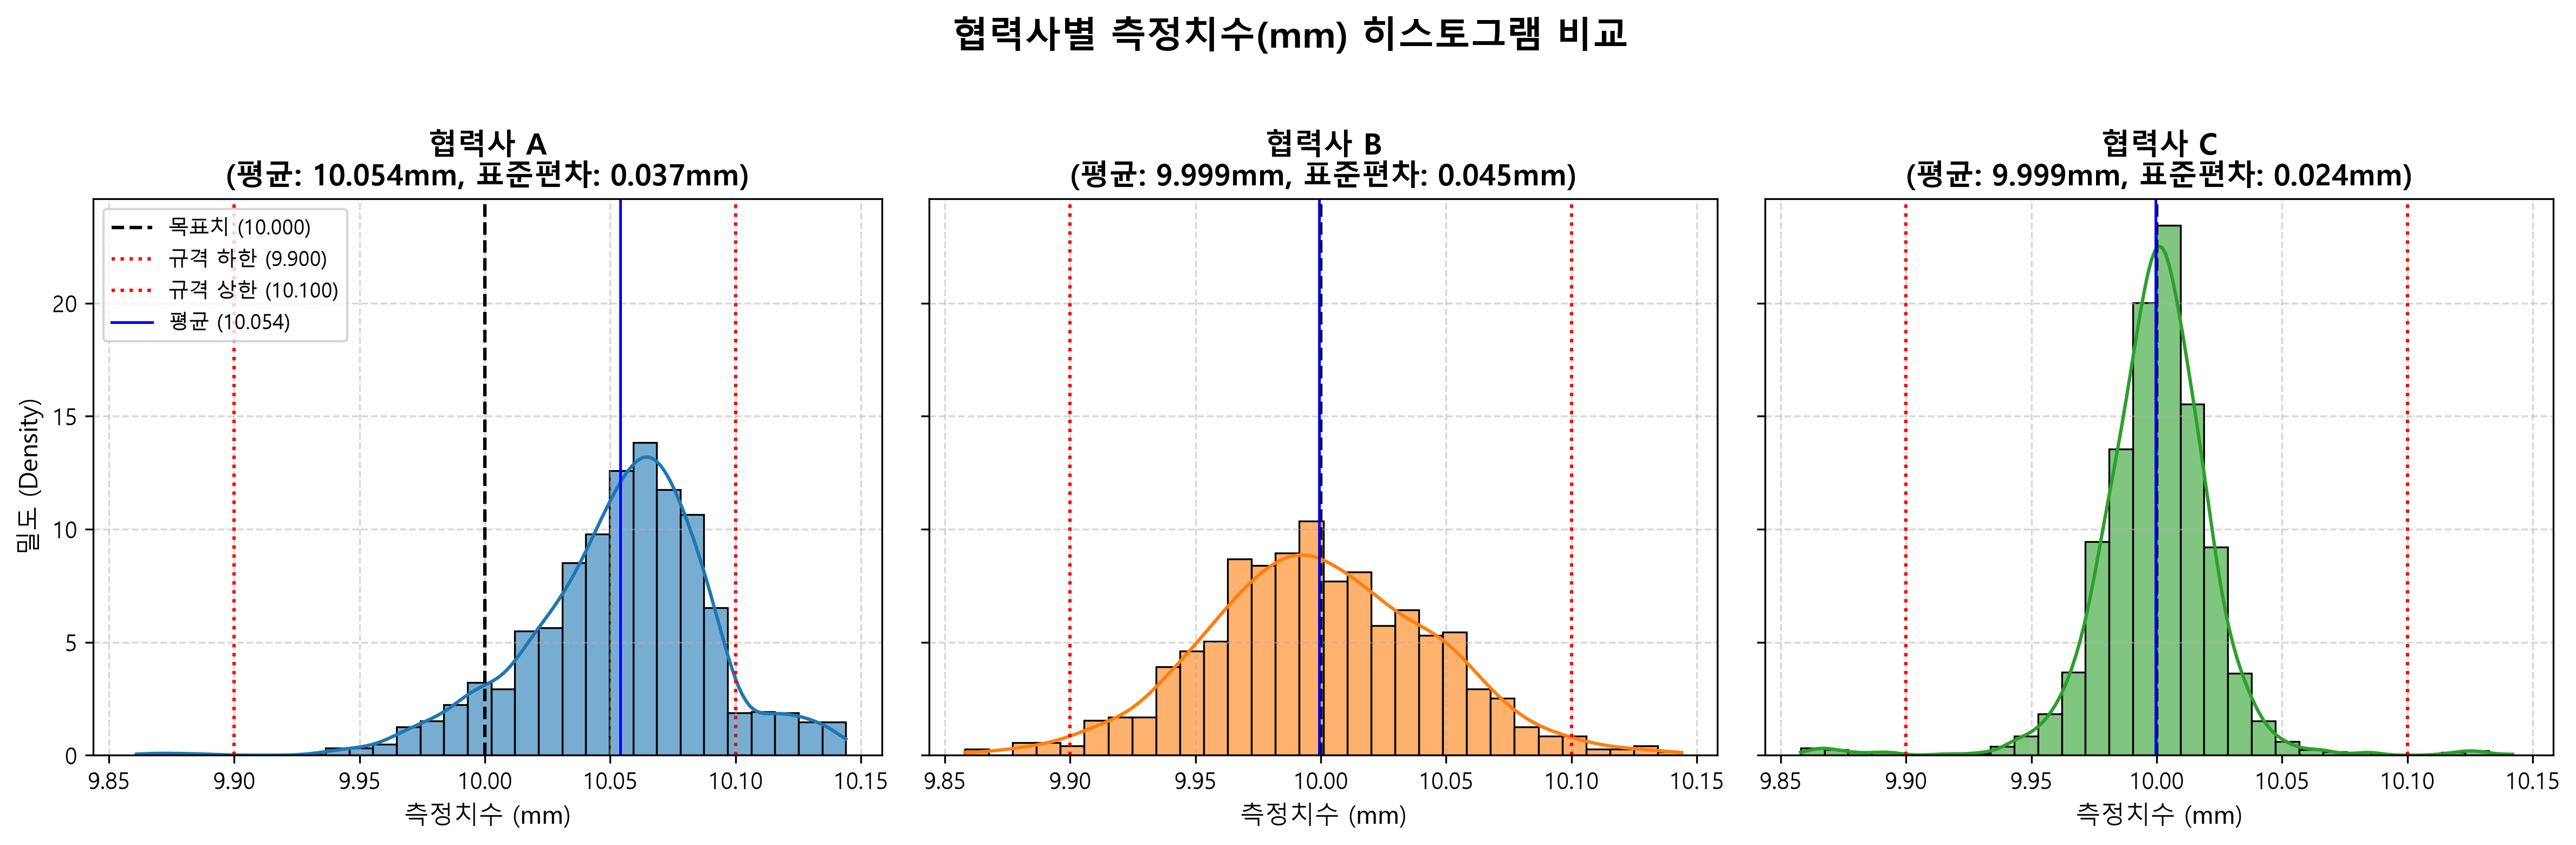 협력사별 측정치수(mm) 히스토그램 비교
협력사 A
(평균: 10.054mm, 표준편차: 0.037mm)
목표치 (10.000)
규격 하한 (9.900)
규격 상한 (10.100)
평균 (10.054)
밀도 (Density)
20
15
10
5
0
9.85 9.90 9.95 10.00 10.05 10.10 10.15
측정치수 (mm)
협력사 B
(평균: 9.999mm, 표준편차: 0.045mm)
9.85 9.90 9.95 10.00 10.05 10.10 10.15
측정치수 (mm)
협력사 C
(평균: 9.999mm, 표준편차: 0.024mm)
9.85 9.90 9.95 10.00 10.05 10.10 10.15
측정치수 (mm)